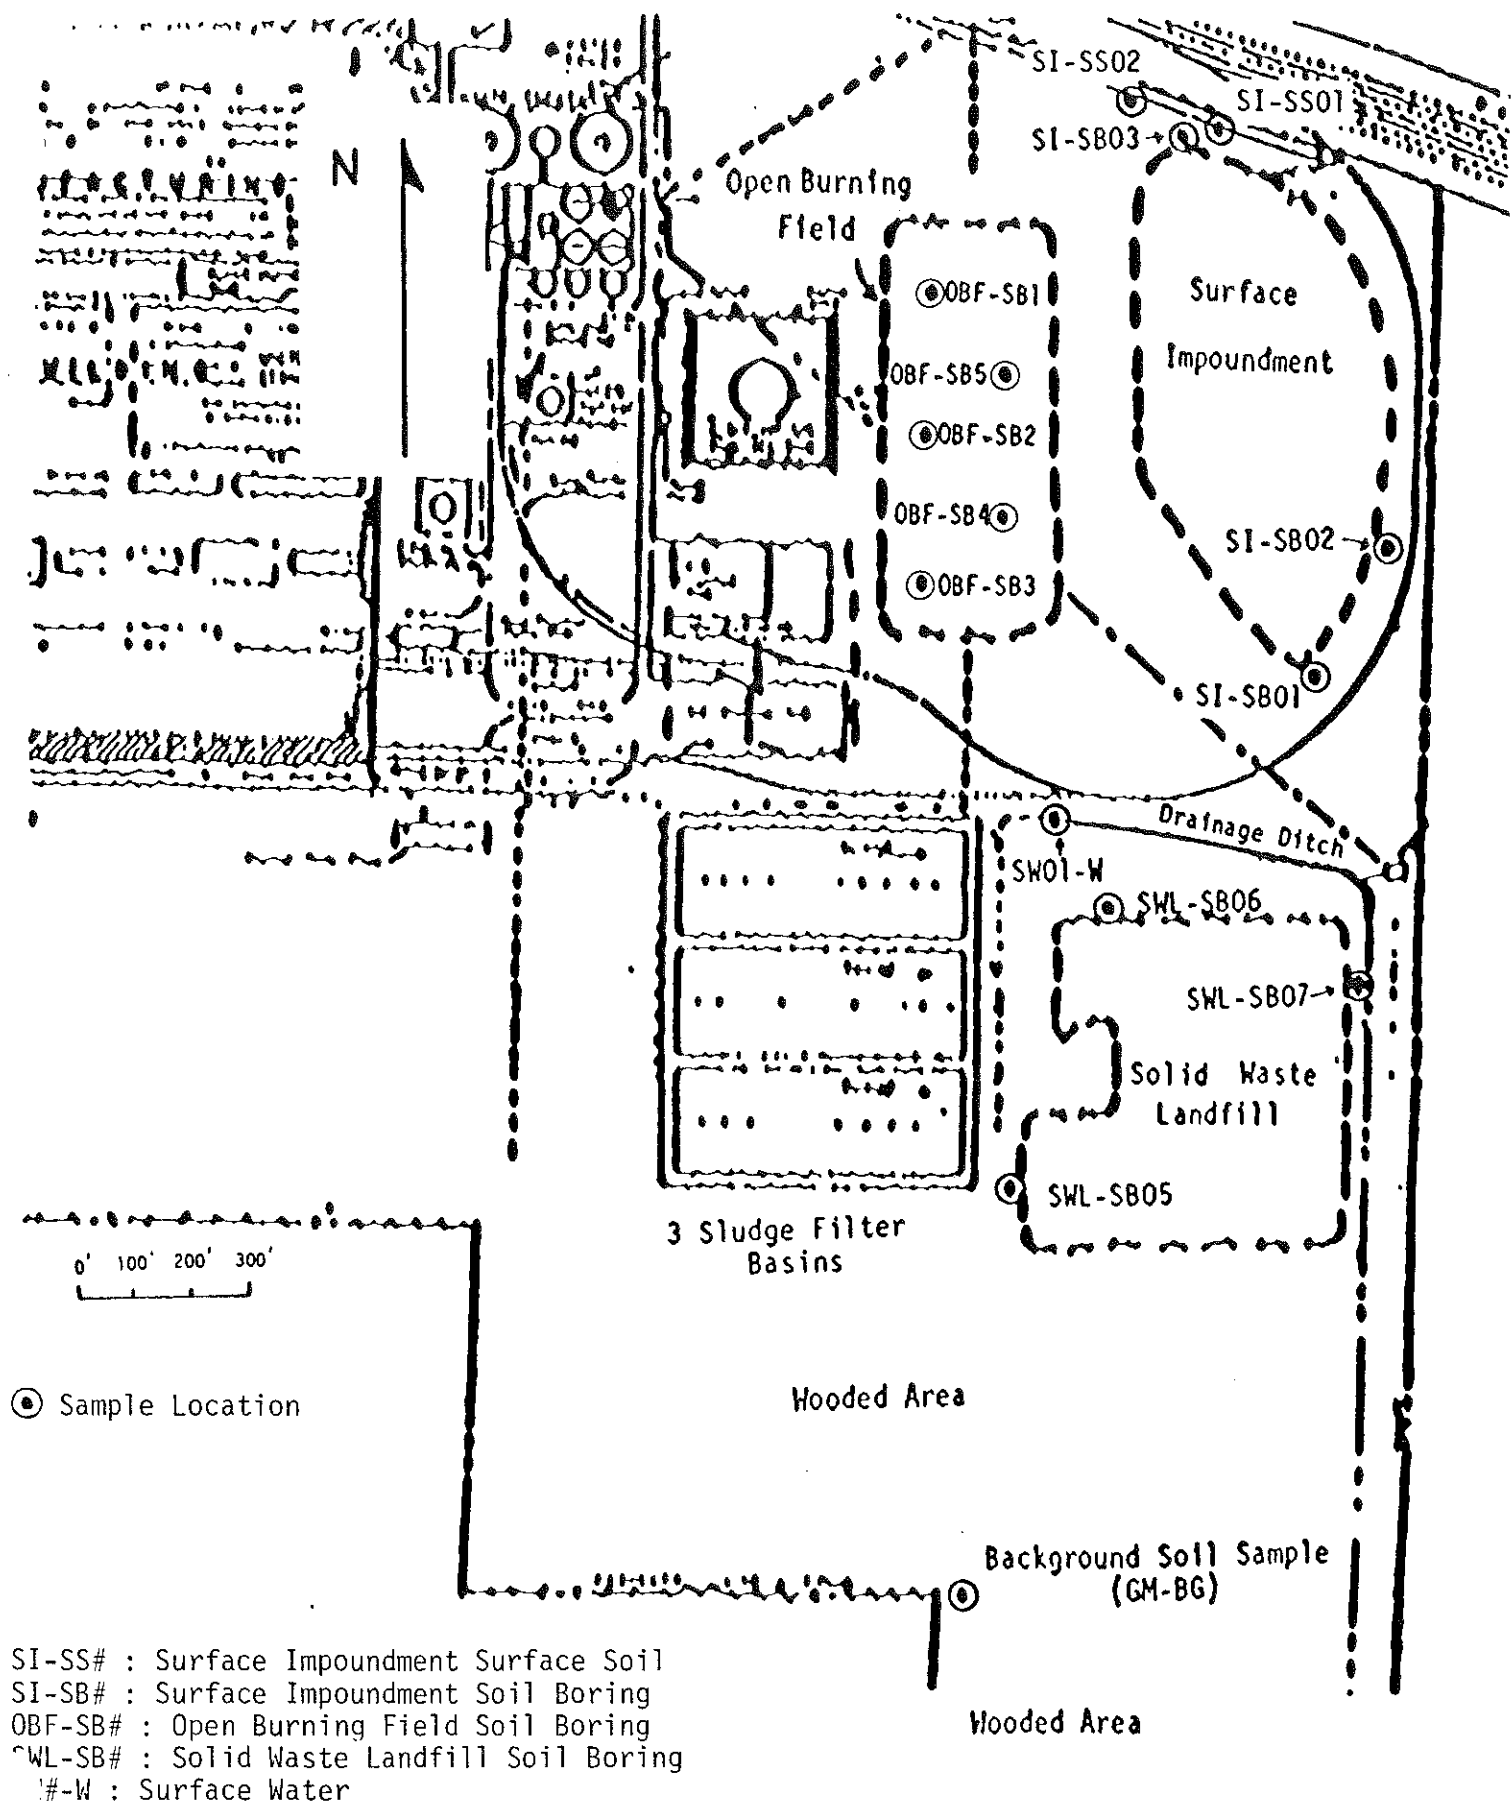 SI-SS02
SI-SS01
SI-SB03
N
Open Burning
Field
OBF-SB1
Surface
Impoundment
OBF-SB5
OBF-SB2
OBF-SB4
SI-SB02
OBF-SB3
SI-SB01
Drainage Ditch
SW01-W
SWL-SB06
SWL-SB07
Solid Waste
Landfill
SWL-SB05
3 Sludge Filter
Basins
0' 100' 200' 300'
Sample Location
Wooded Area
Background Soil Sample
(GM-BG)
SI-SS# : Surface Impoundment Surface Soil
SI-SB# : Surface Impoundment Soil Boring
OBF-SB# : Open Burning Field Soil Boring
WL-SB# : Solid Waste Landfill Soil Boring
#-W : Surface Water
Wooded Area